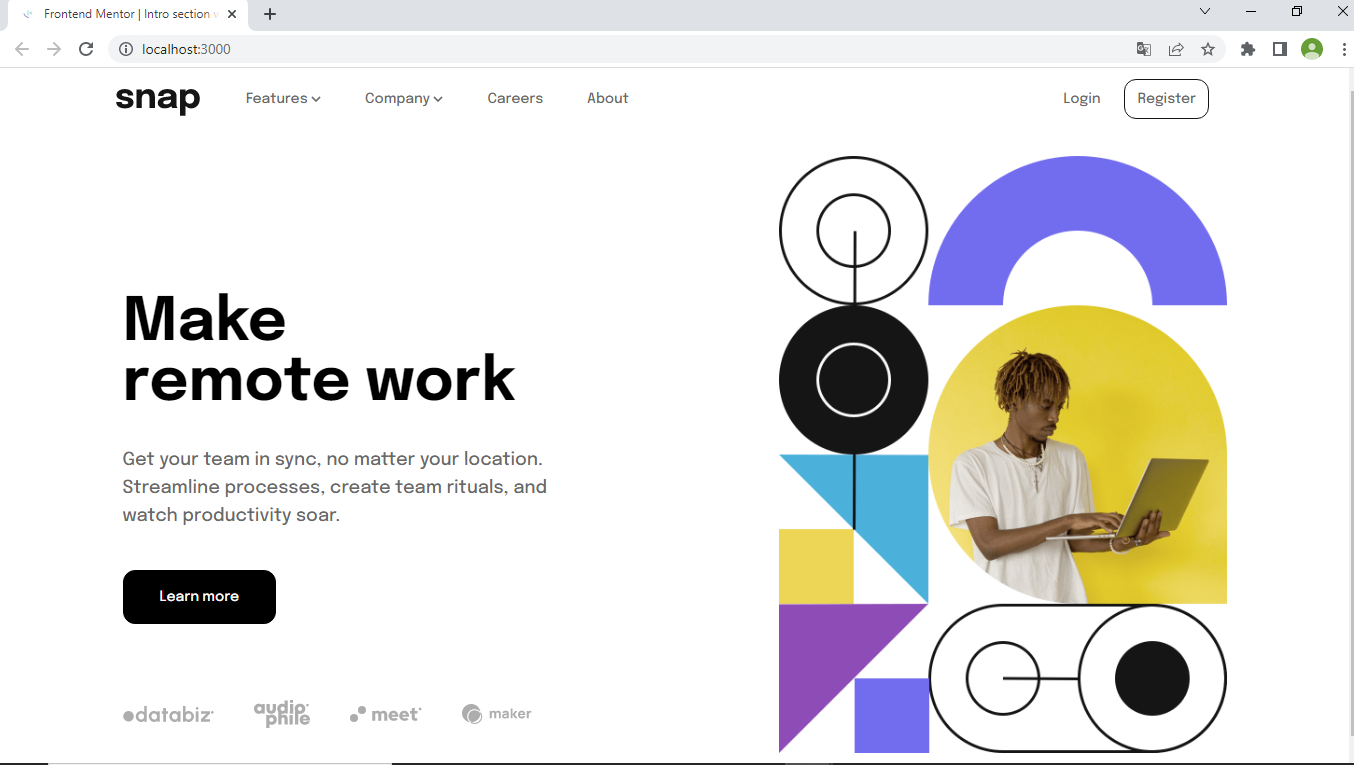 Frontend Mentor | Intro section
localhost:3000
snap
Features
Company
Careers
About
Login
Register
Make
remote work
Get your team in sync, no matter your location.
Streamline processes, create team rituals, and
watch productivity soar.
Learn more
databiz
audiophile
meet
maker